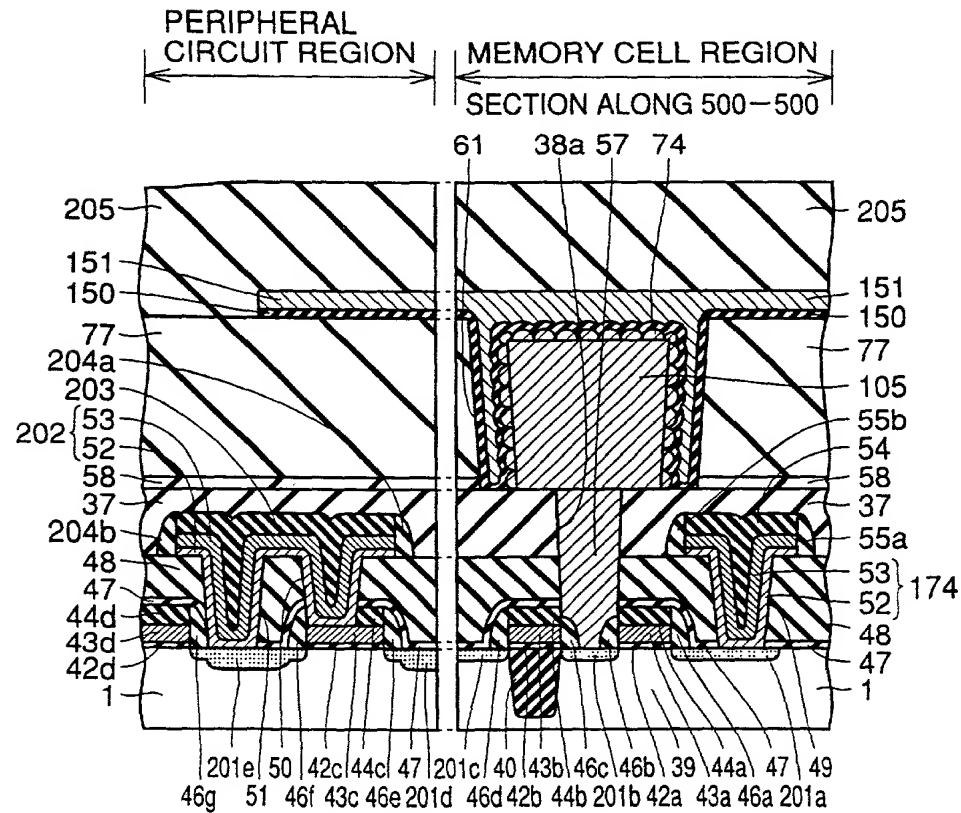 PERIPHERAL
CIRCUIT REGION
MEMORY CELL REGION
SECTION ALONG 500-500
61 38a 57 74
205 205
151 151
150 150
77 77
204a 105
203 55b
202 53 54
52 58
58 37
37 55a
204b 53 174
48 52
47 48
44d 47
43d
42d
1 1
201e 50 42c 44c 47 201c 40 43b 46c 46b 39 44a 47 49
46g 51 46f 43c 46e 201d 46d 42b 44b 201b 42a 43a 46a 201a